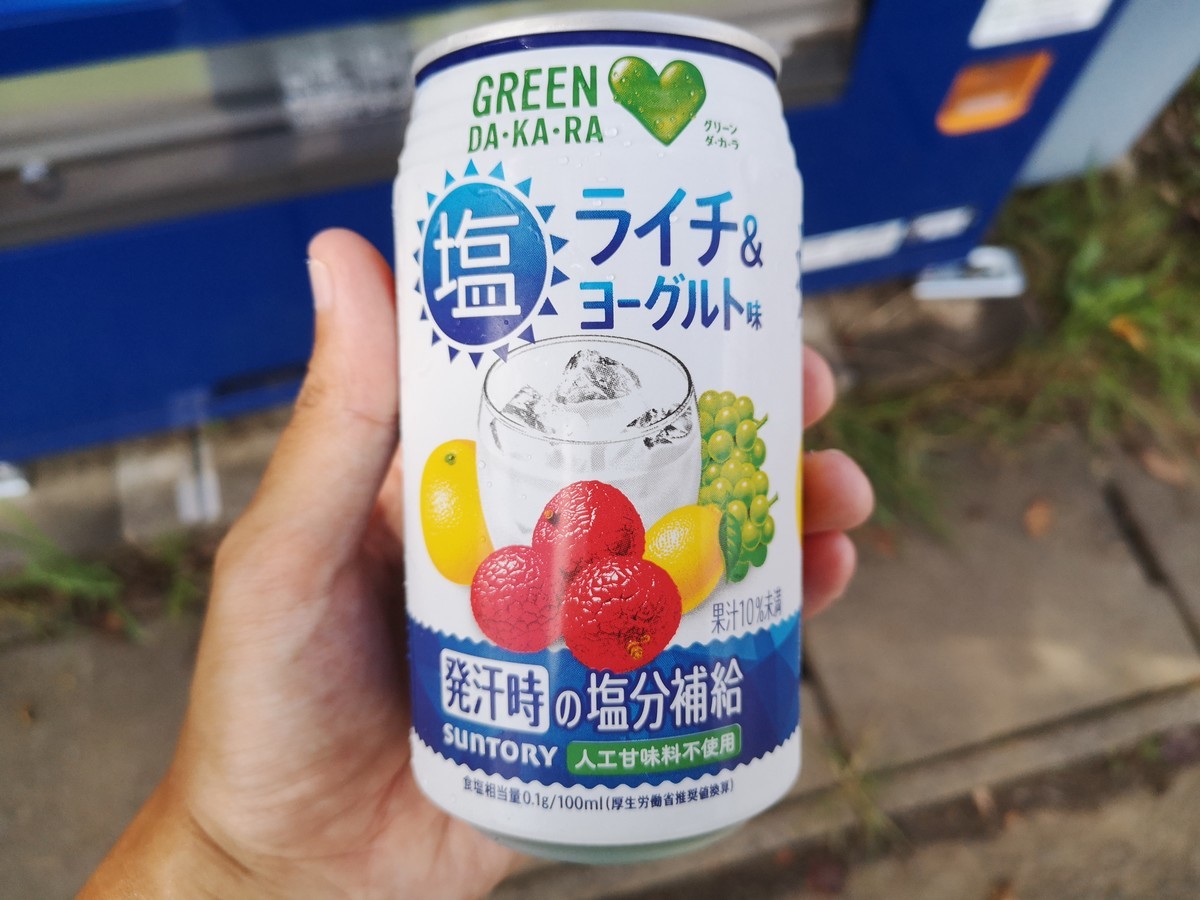 GREEN
DA・KA・RA
グリーン
ダ・カ・ラ
塩
ライチ&
ヨーグルト味
果汁10%未満
発汗時の塩分補給
SUNTORY
人工甘味料不使用
食塩相当量0.1g/100ml(厚生労働省推奨値換算)